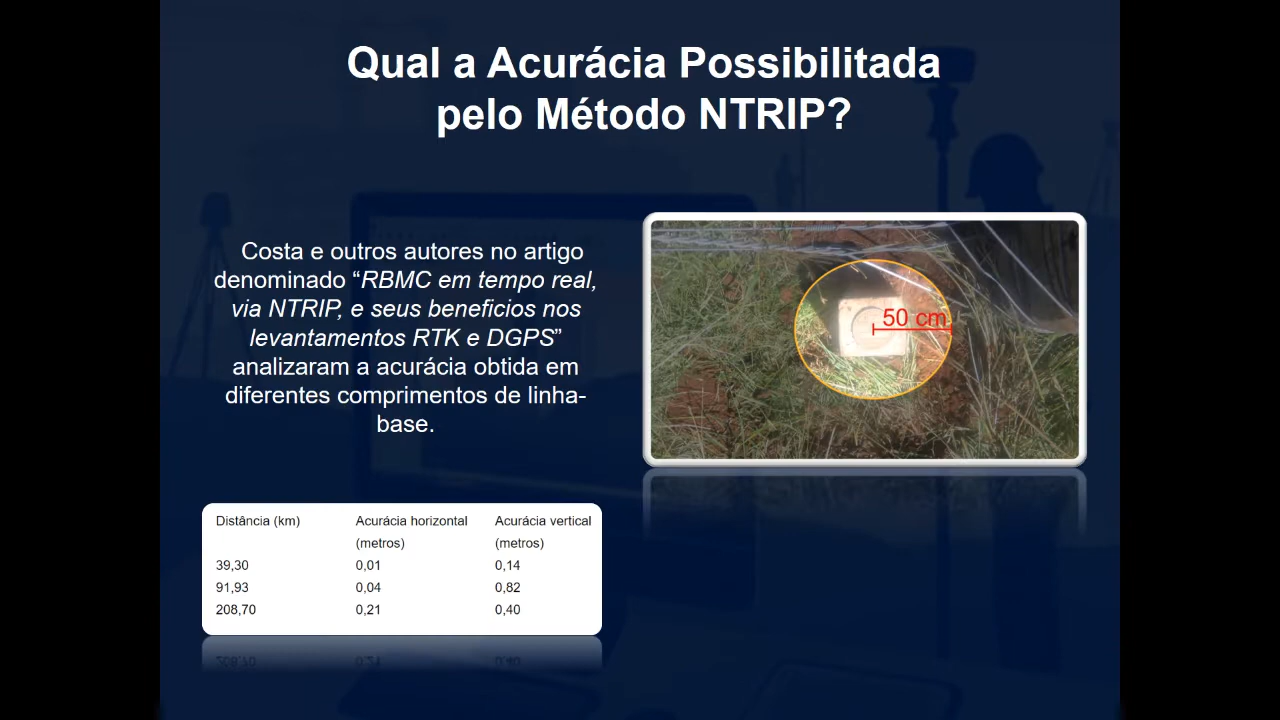 Qual a Acurácia Possibilitada
pelo Método NTRIP?
Costa e outros autores no artigo
denominado “RBMC em tempo real,
via NTRIP, e seus beneficios nos
levantamentos RTK e DGPS”
analizaram a acurácia obtida em
diferentes comprimentos de linha-
base.
50 cm
Distância (km) Acurácia horizontal Acurácia vertical
(metros) (metros)
39,30 0,01 0,14
91,93 0,04 0,82
208,70 0,21 0,40